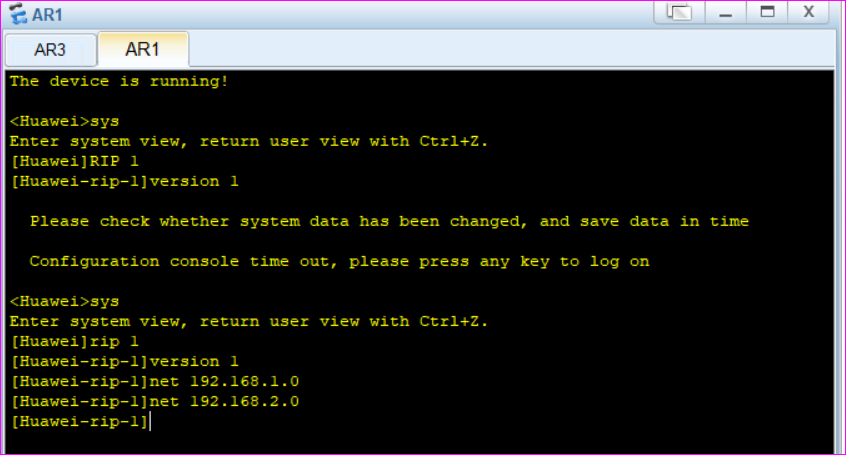 AR1
X
AR3
AR1
The device is running!
<Huawei>sys
Enter system view, return user view with Ctrl+Z.
[Huawei]RIP 1
[Huawei-rip-1]version 1
Please check whether system data has been changed, and save data in time
Configuration console time out, please press any key to log on
<Huawei>sys
Enter system view, return user view with Ctrl+Z.
[Huawei]rip 1
[Huawei-rip-1]version 1
[Huawei-rip-1]net 192.168.1.0
[Huawei-rip-1]net 192.168.2.0
[Huawei-rip-1]